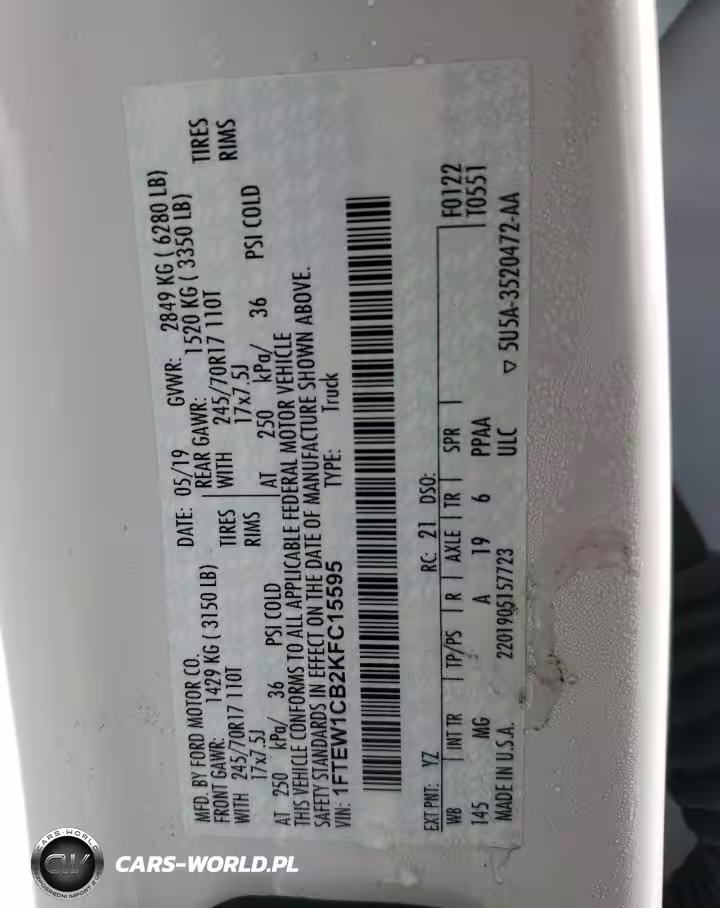 MFD. BY FORD MOTOR CO.
DATE: 05/19 GVWR: 2849 KG ( 6280 LB)
FRONT GAWR: 1429 KG ( 3150 LB) REAR GAWR: 1520 KG ( 3350 LB)
WITH 245/70R17 110T TIRES WITH 245/70R17 110T TIRES
17x7.5J RIMS 17x7.5J RIMS
AT 250 kPa/ 36 PSI COLD AT 250 kPa/ 36 PSI COLD
THIS VEHICLE CONFORMS TO ALL APPLICABLE FEDERAL MOTOR VEHICLE
SAFETY STANDARDS IN EFFECT ON THE DATE OF MANUFACTURE SHOWN ABOVE.
VIN: 1FTEW1CB2KFC15595 TYPE: Truck
EXT PNT: YZ RC: 21 DSO: F0122
WB INT TR TP/PS R AXLE TR SPR T0551
145 MG A 19 6 PPAA
MADE IN U.S.A. 2201905157723 ULC ▽ 5U5A-3520472-AA
CARS-WORLD
CW
CARS-WORLD.PL